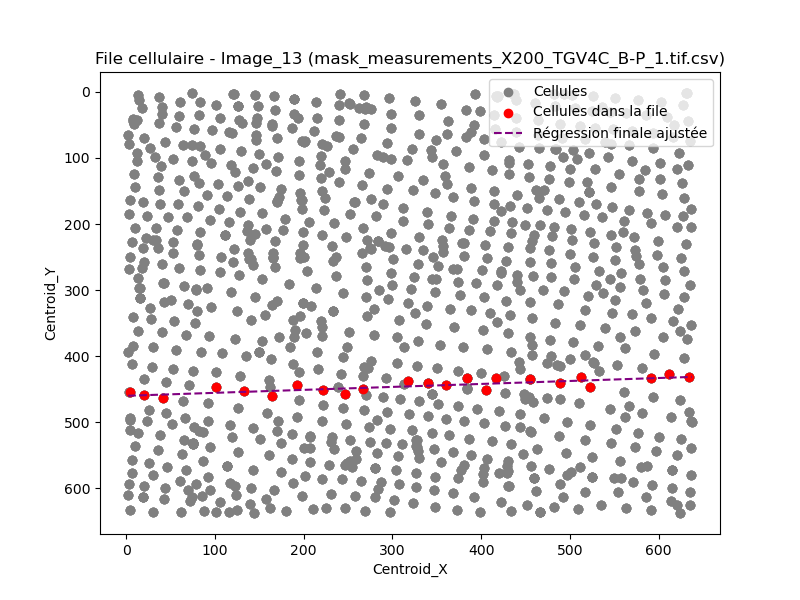 File cellulaire - Image_13 (mask_measurements_X200_TGV4C_B-P_1.tif.csv)
Cellules
Cellules dans la file
Régression finale ajustée
Centroid_Y
0
100
200
300
400
500
600
0 100 200 300 400 500 600
Centroid_X